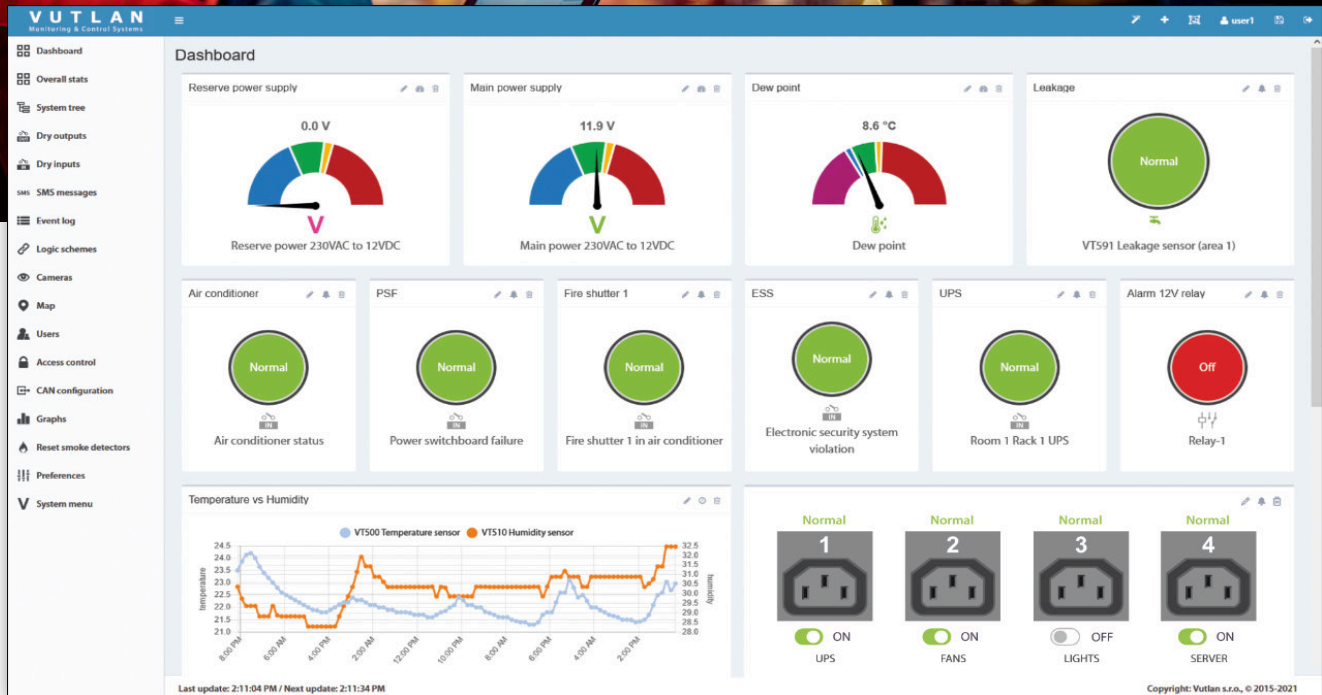 VUTLAN
Monitoring & Control Systems
user1
Dashboard
Overall stats
System tree
Dry outputs
Dry inputs
SMS SMS messages
Event log
Logic schemes
Cameras
Map
Users
Access control
CAN configuration
Graphs
Reset smoke detectors
Preferences
V System menu
Dashboard
Reserve power supply
0.0 V
V
Reserve power 230VAC to 12VDC
Main power supply
11.9 V
V
Main power 230VAC to 12VDC
Dew point
8.6 °C
Dew point
Leakage
Normal
VT591 Leakage sensor (area 1)
Air conditioner
Normal
IN
Air conditioner status
PSF
Normal
IN
Power switchboard failure
Fire shutter 1
Normal
IN
Fire shutter 1 in air conditioner
ESS
Normal
IN
Electronic security system
violation
UPS
Normal
IN
Room 1 Rack 1 UPS
Alarm 12V relay
Off
Relay-1
Temperature vs Humidity
VT500 Temperature sensor VT510 Humidity sensor
temperature
24.5
24.0
23.5
23.0
22.5
22.0
21.5
21.0
32.5
32.0
31.5
31.0
30.5
30.0
29.5
29.0
28.5
28.0
humidity
8:00 PM 6:00 AM 4:00 PM 2:00 AM 12:00 PM 10:00 PM 8:00 AM 6:00 PM 4:00 AM 2:00 PM
Normal Normal Normal Normal
1 2 3 4
ON ON OFF ON
UPS FANS LIGHTS SERVER
Last update: 2:11:04 PM / Next update: 2:11:34 PM
Copyright: Vutlan s.r.o., © 2015-2021